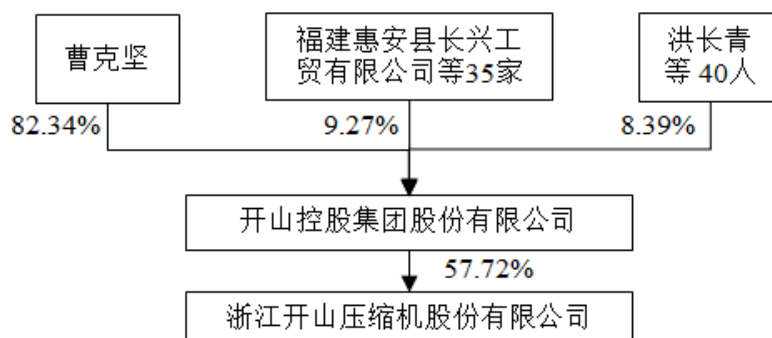 曹克坚
福建惠安县长兴工
贸有限公司等35家
洪长青
等 40人
82.34%
9.27%
8.39%
开山控股集团股份有限公司
57.72%
浙江开山压缩机股份有限公司